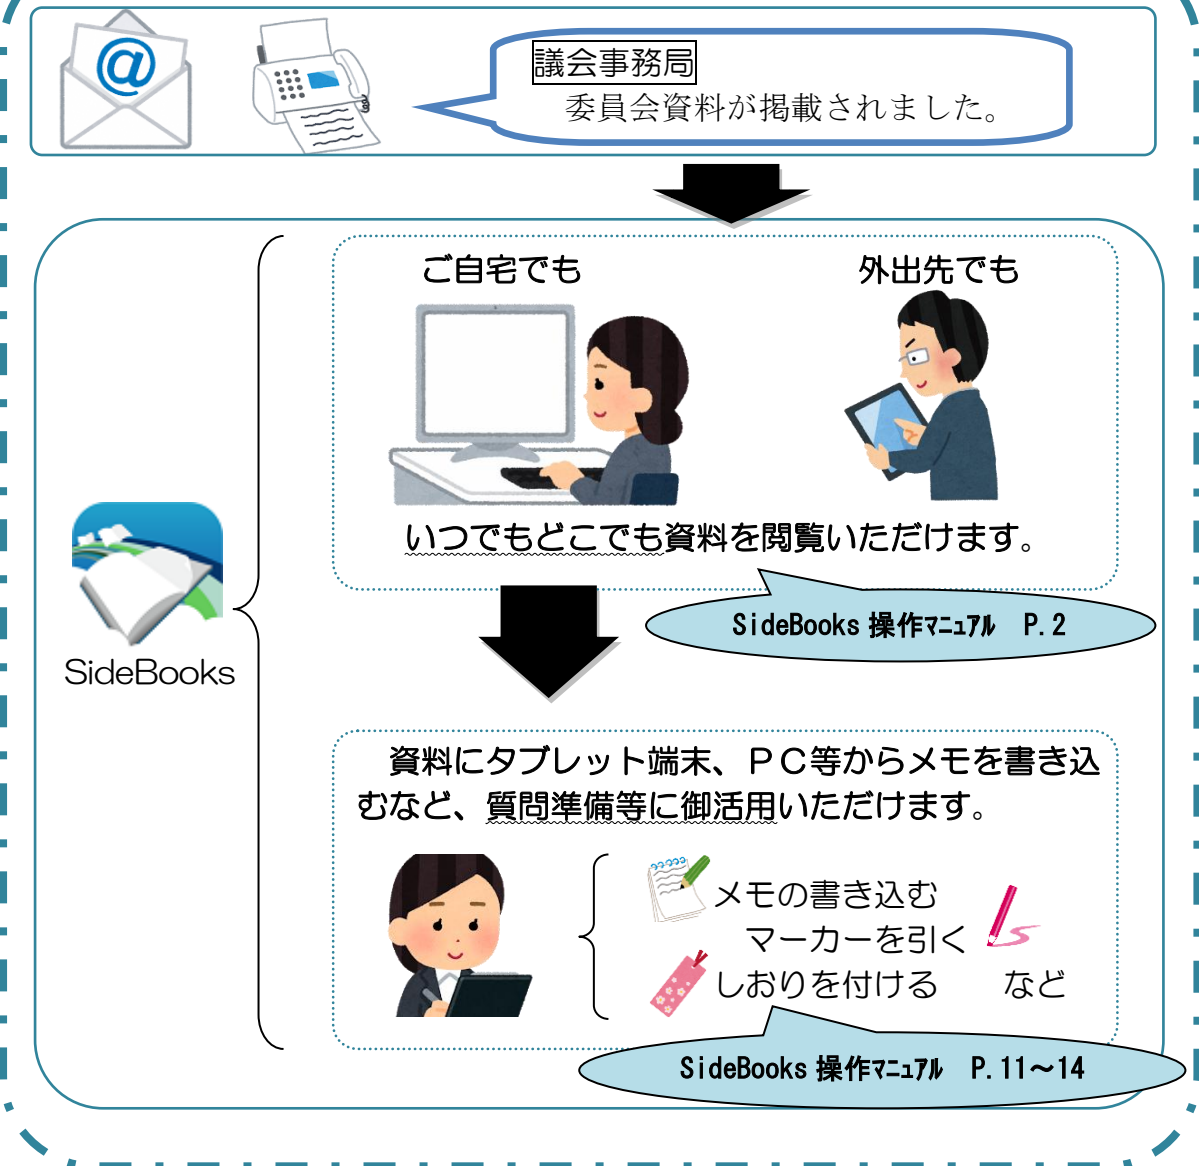 議会事務局
委員会資料が掲載されました。
ご自宅でも
外出先でも
いつでもどこでも資料を閲覧いただけます。
SideBooks 操作ﾏﾆｭｱﾙ　P.2
SideBooks
資料にタブレット端末、ＰＣ等からメモを書き込
むなど、質問準備等に御活用いただけます。
メモの書き込む
マーカーを引く
しおりを付ける　　など
SideBooks 操作ﾏﾆｭｱﾙ　P.11～14